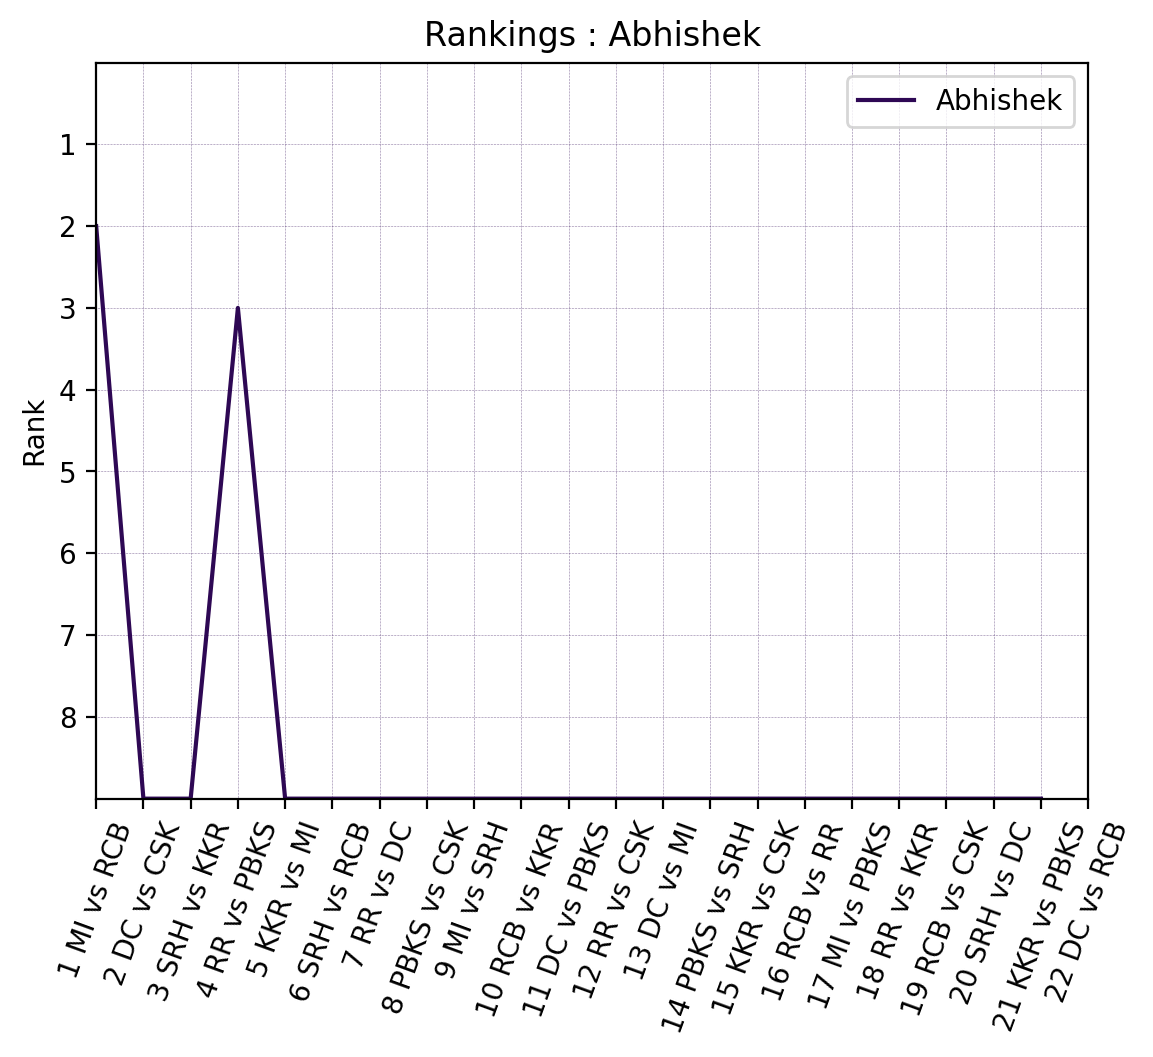 Rankings : Abhishek
Abhishek
Rank
1
2
3
4
5
6
7
8
1 MI vs RCB
2 DC vs CSK
3 SRH vs KKR
4 RR vs PBKS
5 KKR vs MI
6 SRH vs RCB
7 RR vs DC
8 PBKS vs CSK
9 MI vs SRH
10 RCB vs KKR
11 DC vs PBKS
12 RR vs CSK
13 DC vs MI
14 PBKS vs SRH
15 KKR vs CSK
16 RCB vs RR
17 MI vs PBKS
18 RR vs KKR
19 RCB vs CSK
20 SRH vs DC
21 KKR vs PBKS
22 DC vs RCB